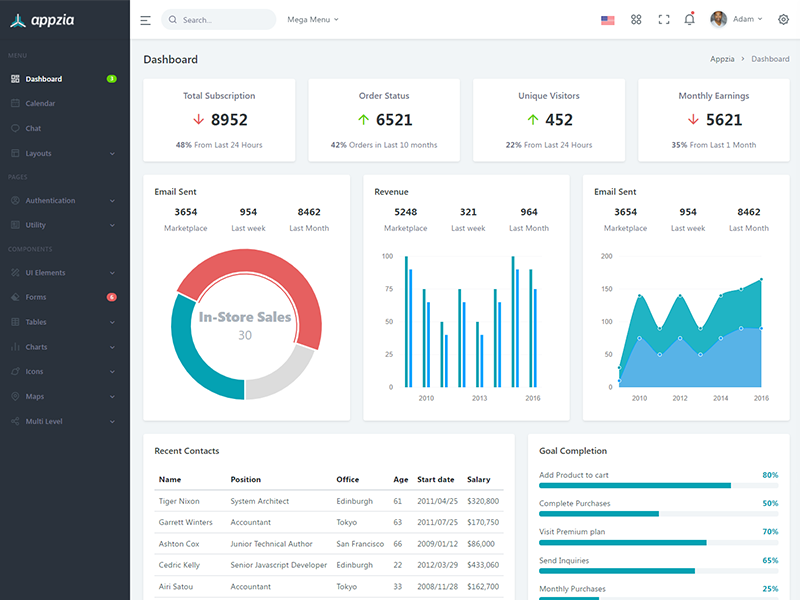 appzia
Search...
Mega Menu
Adam
MENU
Dashboard 3
Calendar
Chat
Layouts
PAGES
Authentication
Utility
COMPONENTS
UI Elements
Forms 6
Tables
Charts
Icons
Maps
Multi Level
Dashboard
Appzia > Dashboard
Total Subscription
8952
48% From Last 24 Hours
Order Status
6521
42% Orders in Last 10 months
Unique Visitors
452
22% From Last 24 Hours
Monthly Earnings
5621
35% From Last 1 Month
Email Sent
3654 954 8462
Marketplace Last week Last Month
In-Store Sales
30
Revenue
5248 321 964
Marketplace Last week Last Month
100
75
50
25
0
2010 2013 2016
Email Sent
3654 954 8462
Marketplace Last week Last Month
200
150
100
50
0
2010 2012 2014 2016
Recent Contacts
Name Position Office Age Start date Salary
Tiger Nixon System Architect Edinburgh 61 2011/04/25 $320,800
Garrett Winters Accountant Tokyo 63 2011/07/25 $170,750
Ashton Cox Junior Technical Author San Francisco 66 2009/01/12 $86,000
Cedric Kelly Senior Javascript Developer Edinburgh 22 2012/03/29 $433,060
Airi Satou Accountant Tokyo 33 2008/11/28 $162,700
Goal Completion
Add Product to cart 80%
Complete Purchases 50%
Visit Premium plan 70%
Send Inquiries 65%
Monthly Purchases 25%